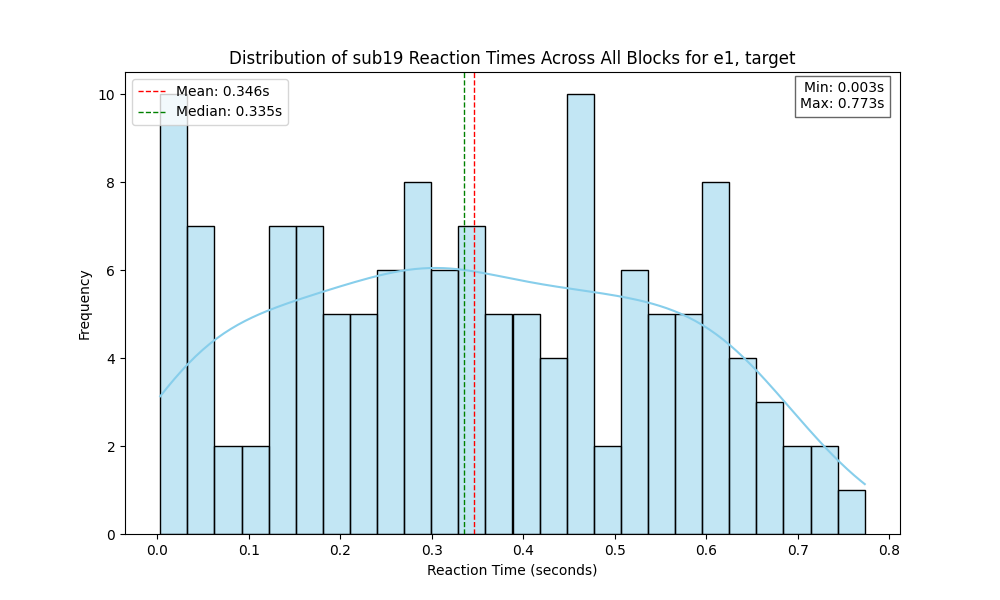 Distribution of sub19 Reaction Times Across All Blocks for e1, target
Mean: 0.346s
Median: 0.335s
Min: 0.003s
Max: 0.773s
10
8
6
4
2
0
Frequency
0.0 0.1 0.2 0.3 0.4 0.5 0.6 0.7 0.8
Reaction Time (seconds)